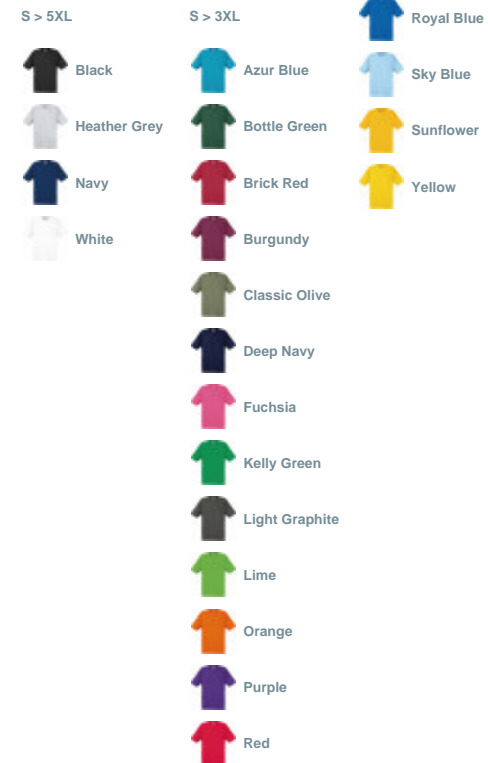 S > 5XL
Black
Heather Grey
Navy
White
S > 3XL
Azur Blue
Bottle Green
Brick Red
Burgundy
Classic Olive
Deep Navy
Fuchsia
Kelly Green
Light Graphite
Lime
Orange
Purple
Red
Royal Blue
Sky Blue
Sunflower
Yellow